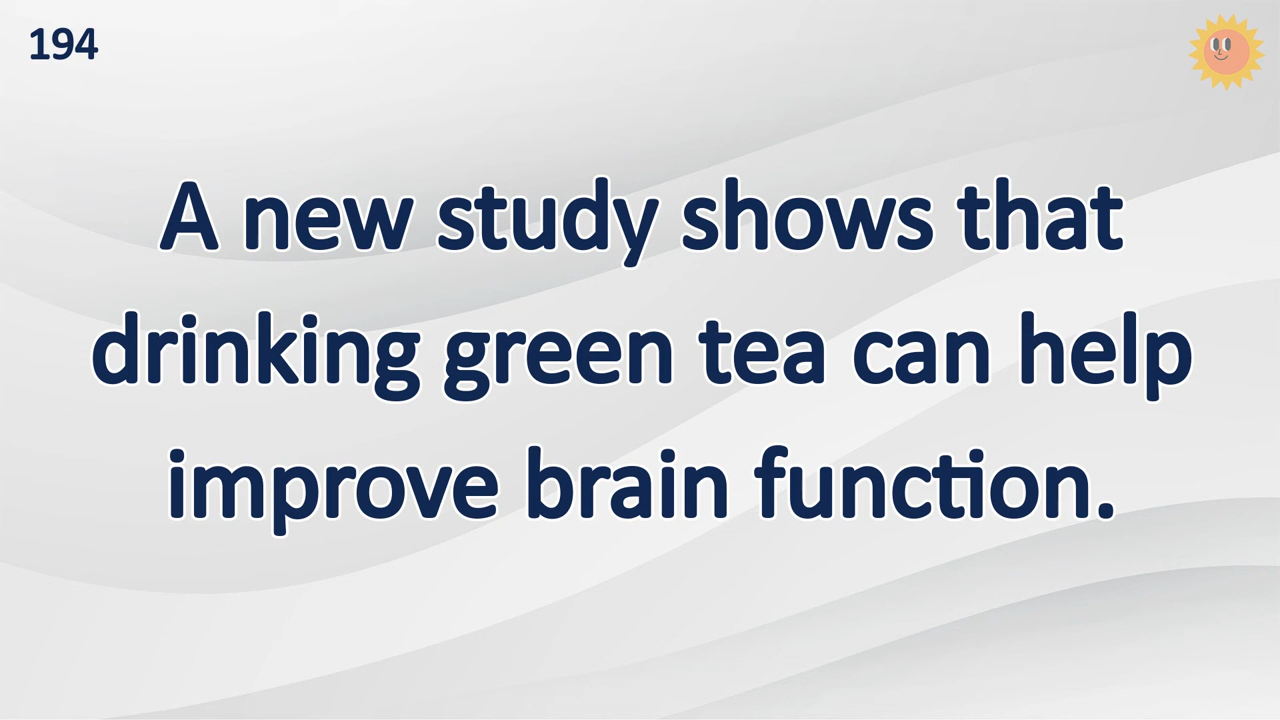 194
A new study shows that
drinking green tea can help
improve brain function.